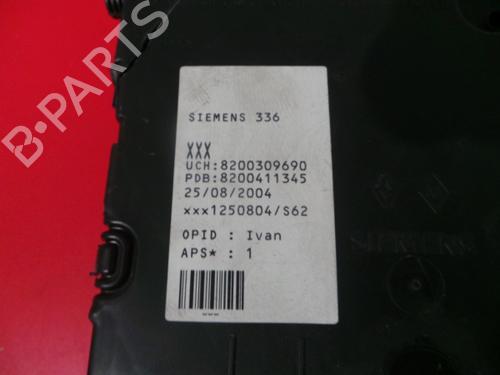 B-PARTS
SIEMENS 336
XXX
UCH:8200309690
PDB:8200411345
25/08/2004
xxx1250804/S62
OPID : Ivan
APS* : 1
SIEMENS